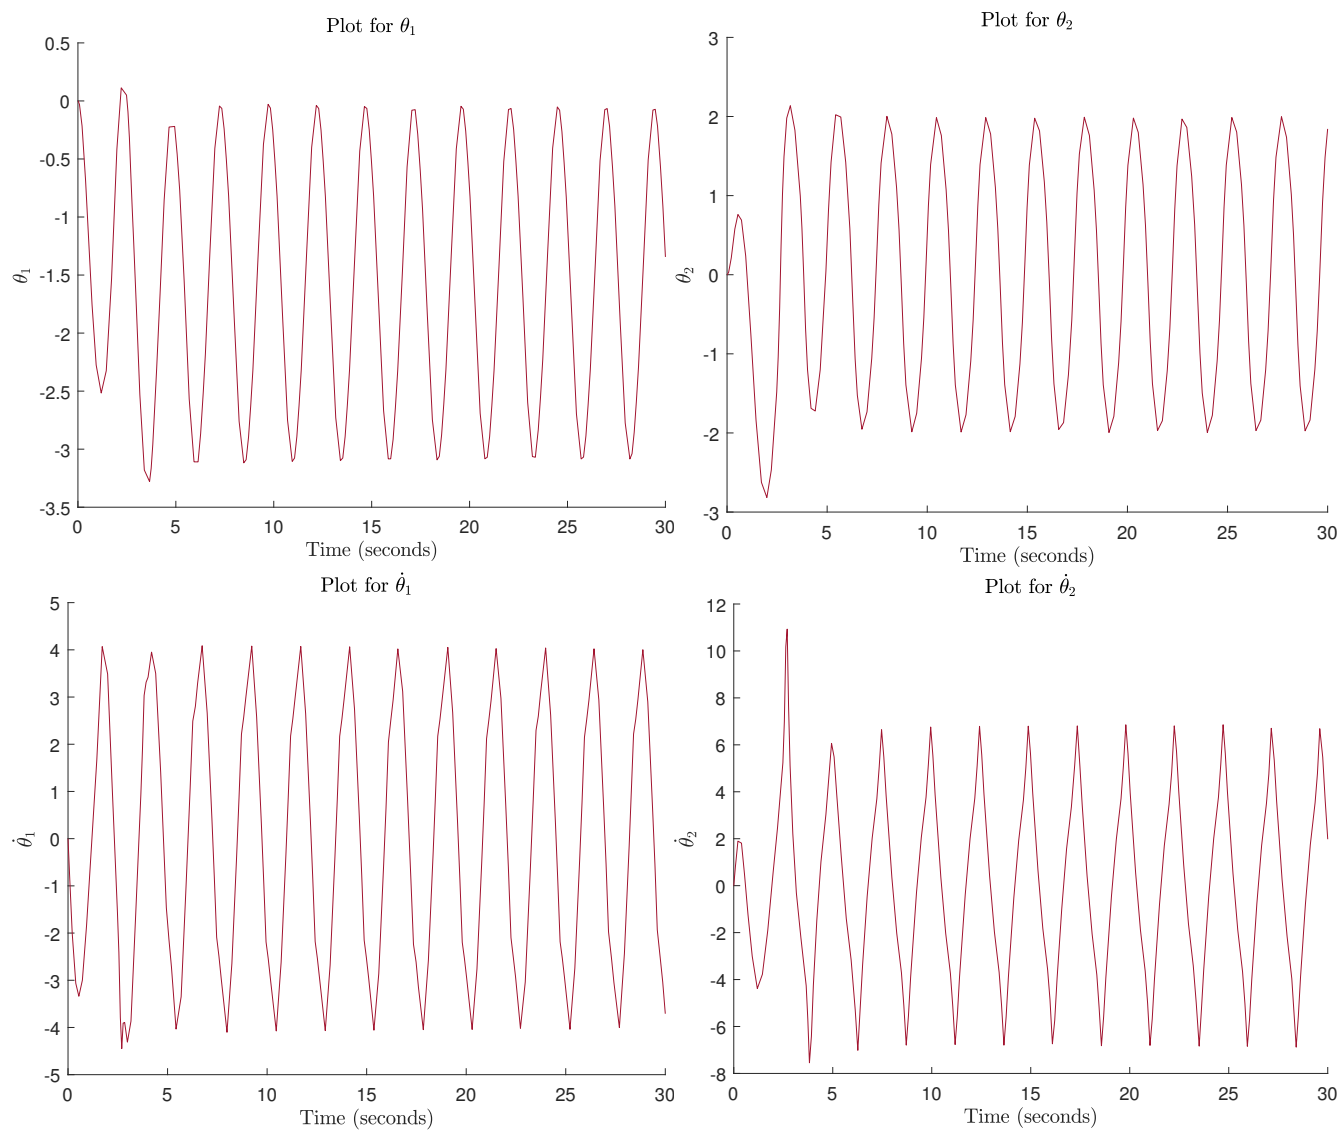 Plot for θ1
0.5
0
-0.5
-1
-1.5
-2
-2.5
-3
-3.5
θ1
0 5 10 15 20 25 30
Time (seconds)
Plot for θ2
3
2
1
0
-1
-2
-3
θ2
0 5 10 15 20 25 30
Time (seconds)
Plot for θ̇1
5
4
3
2
1
0
-1
-2
-3
-4
-5
θ̇1
0 5 10 15 20 25 30
Time (seconds)
Plot for θ̇2
12
10
8
6
4
2
0
-2
-4
-6
-8
θ̇2
0 5 10 15 20 25 30
Time (seconds)